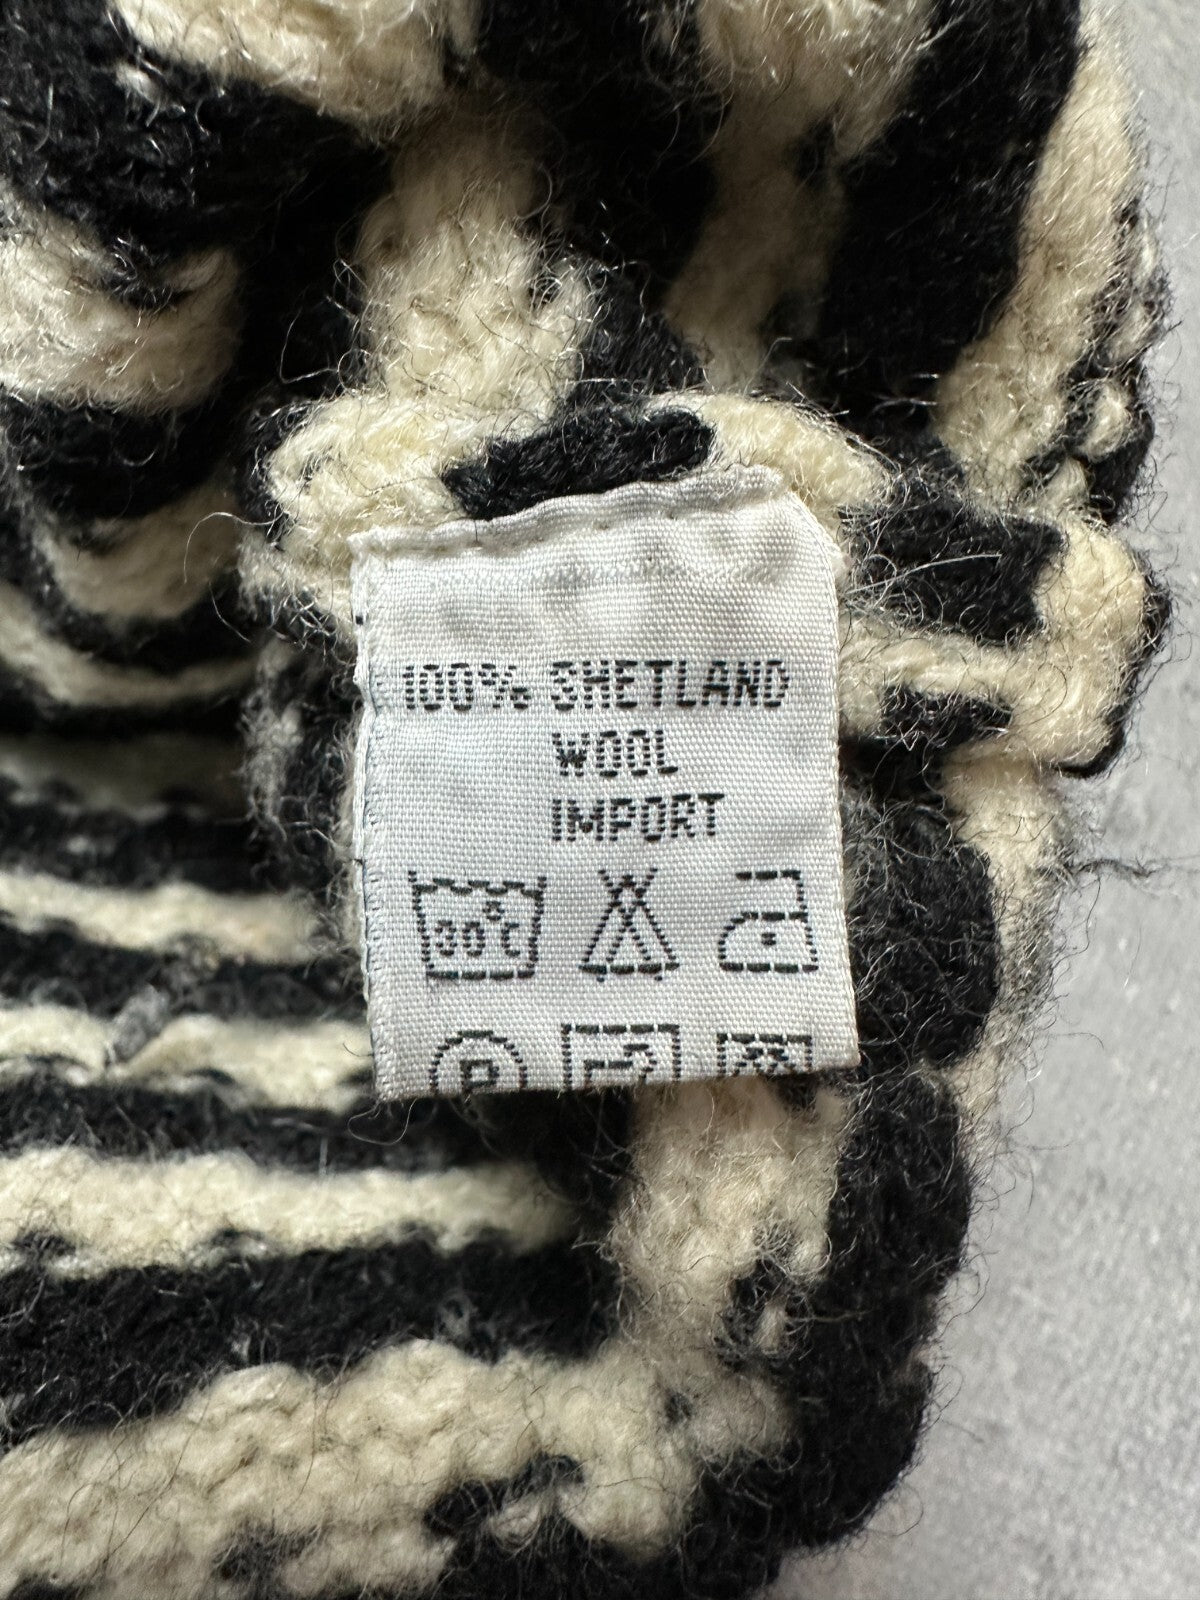 100% SHETLAND
WOOL
IMPORT
30°C
P